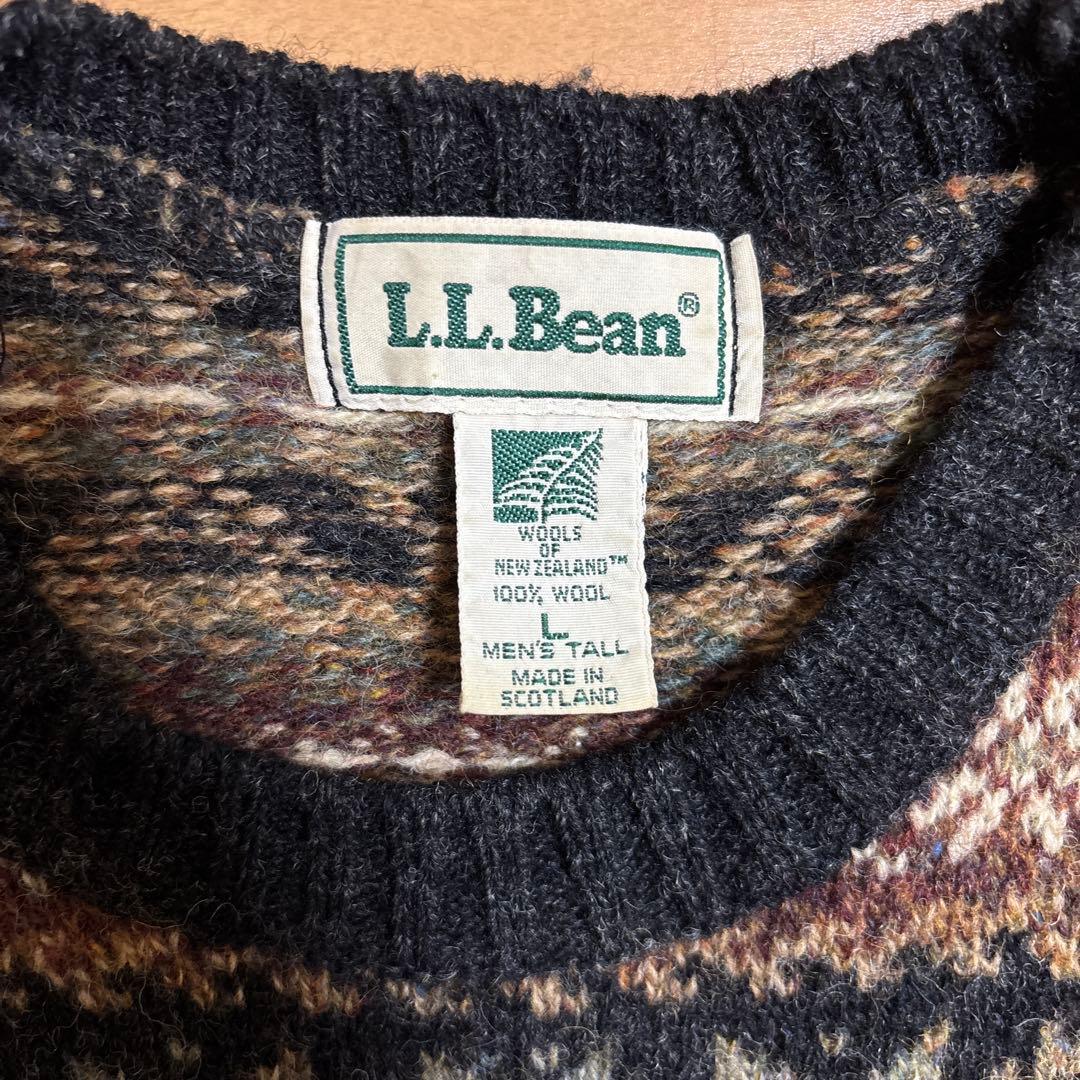 L.L.Bean®
WOOLS
OF
NEW ZEALAND™
100% WOOL
L
MEN'S TALL
MADE IN
SCOTLAND